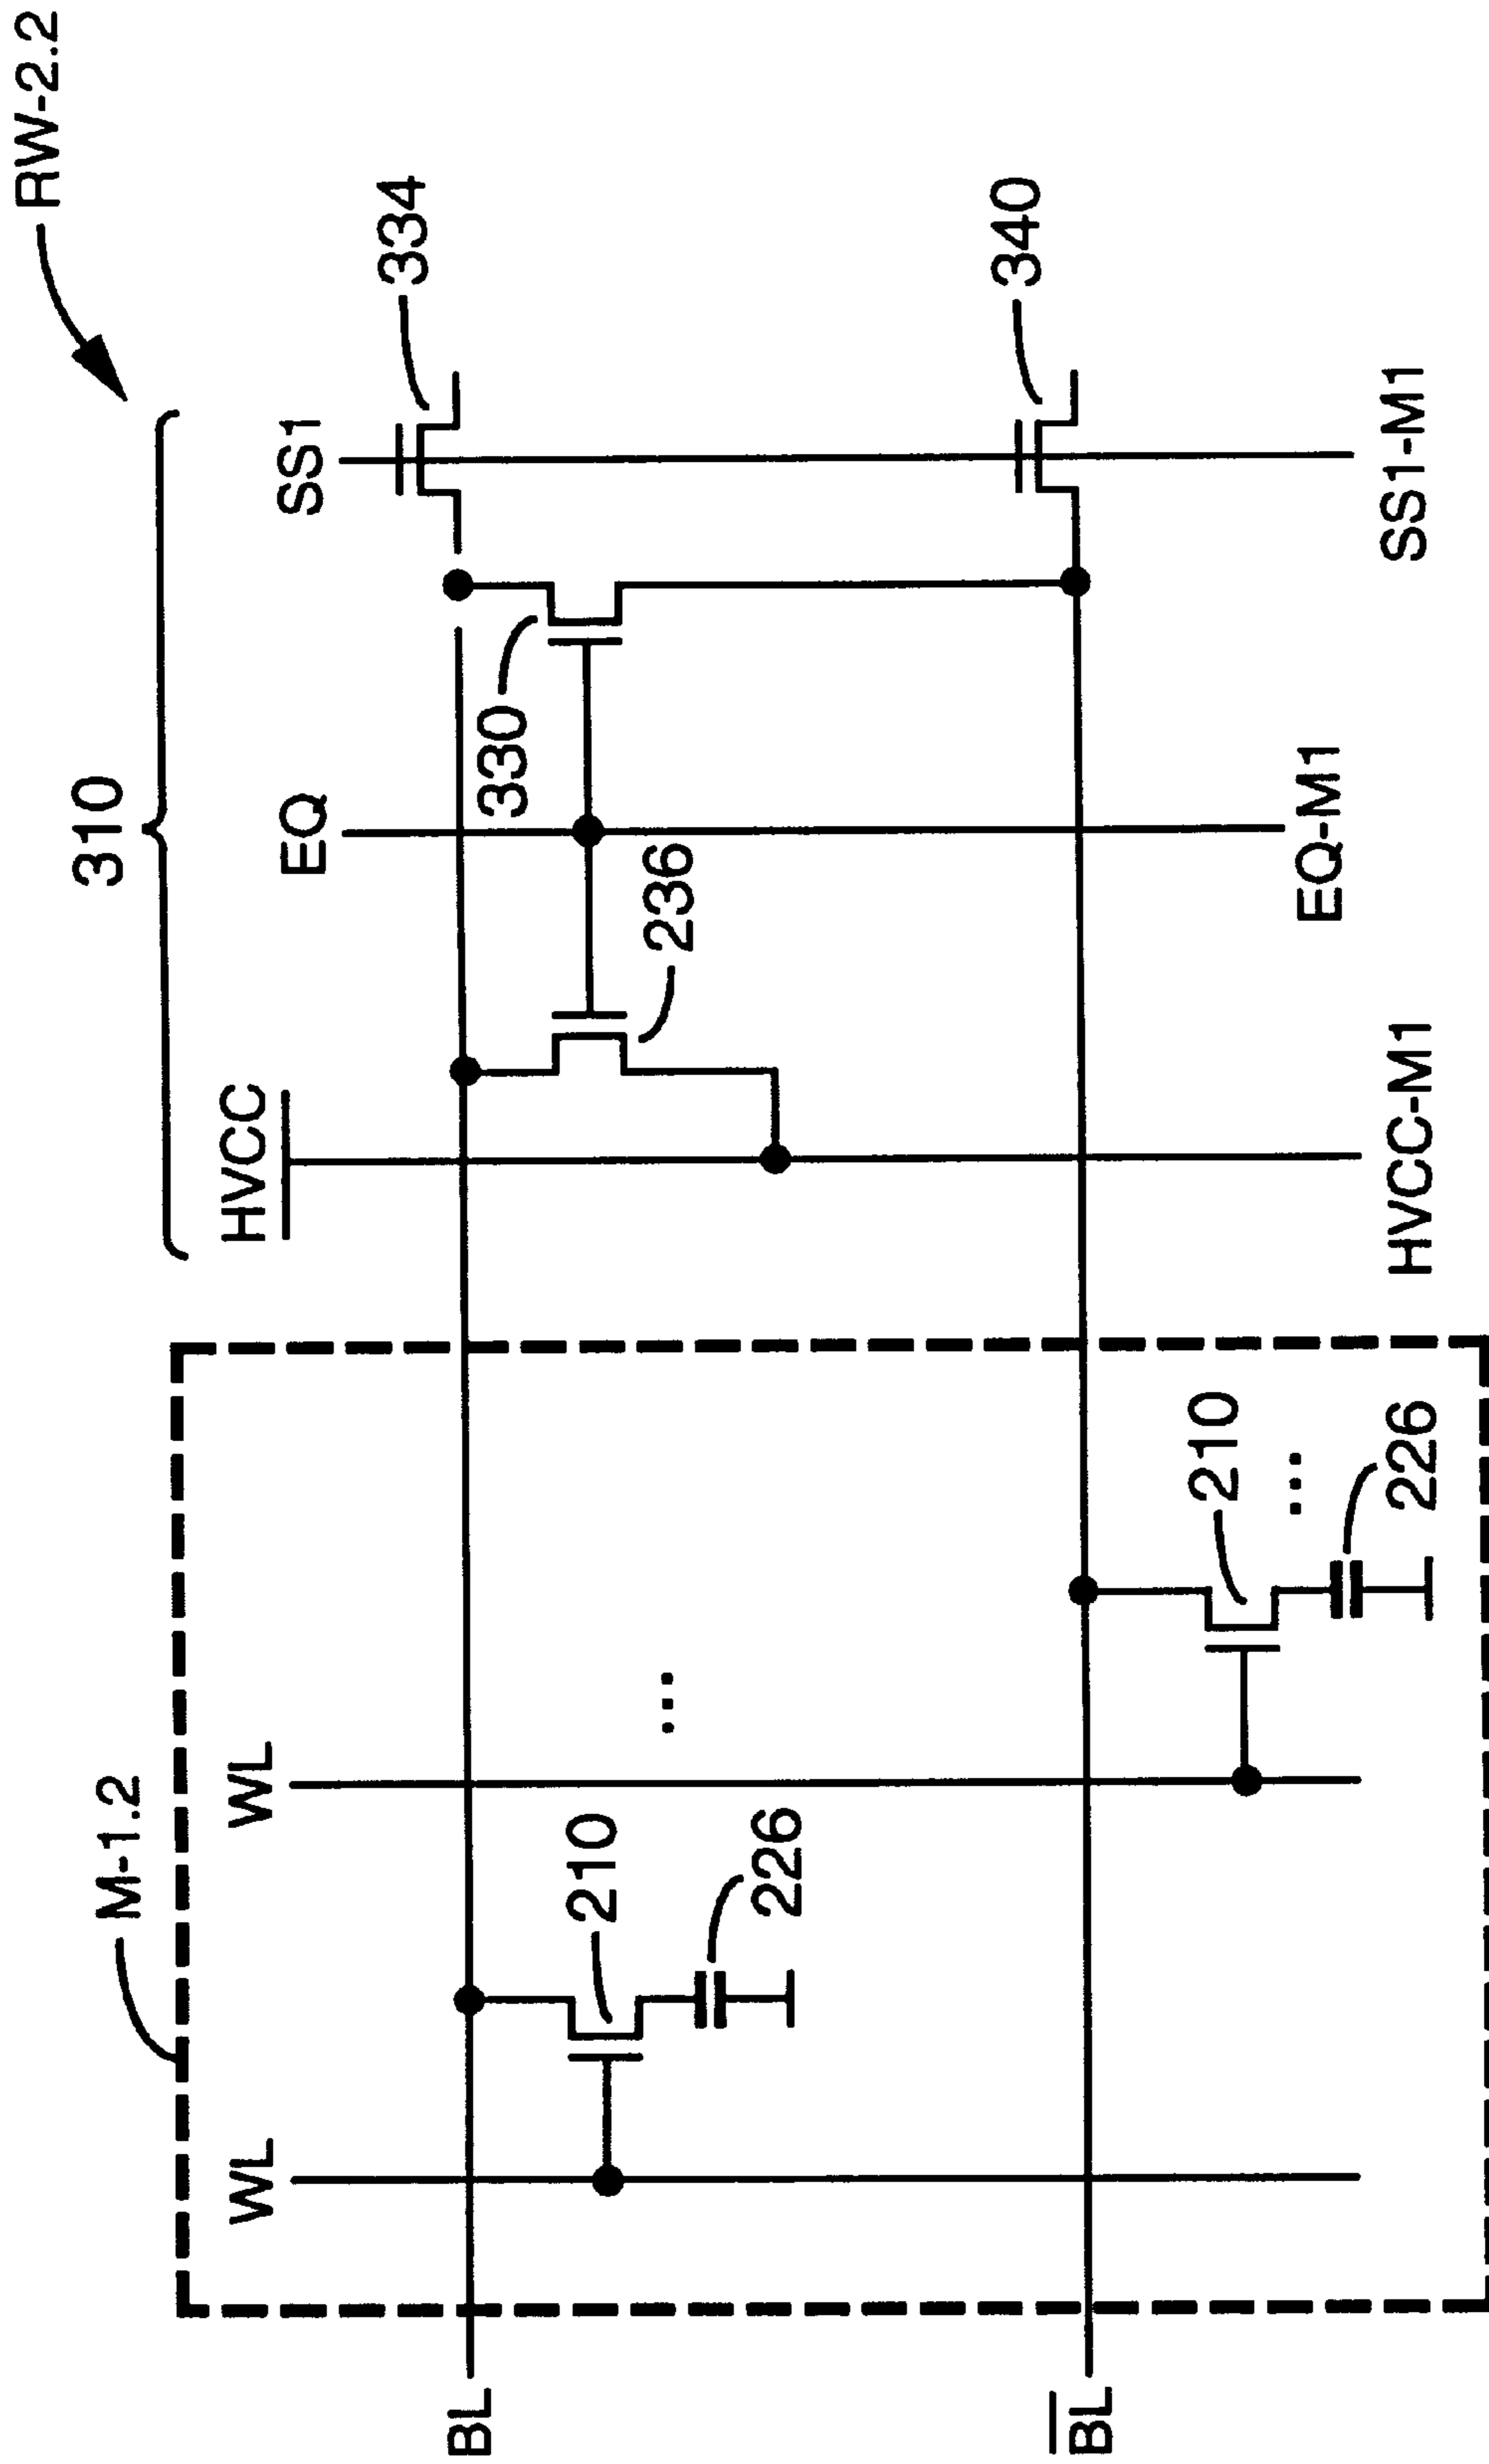 RW-2.2
310
HVCC
EQ
SS1
334
M-1.2
WL
WL
BL
210
226
236
330
340
BL
210
...
226
...
HVCC-M1
EQ-M1
SS1-M1